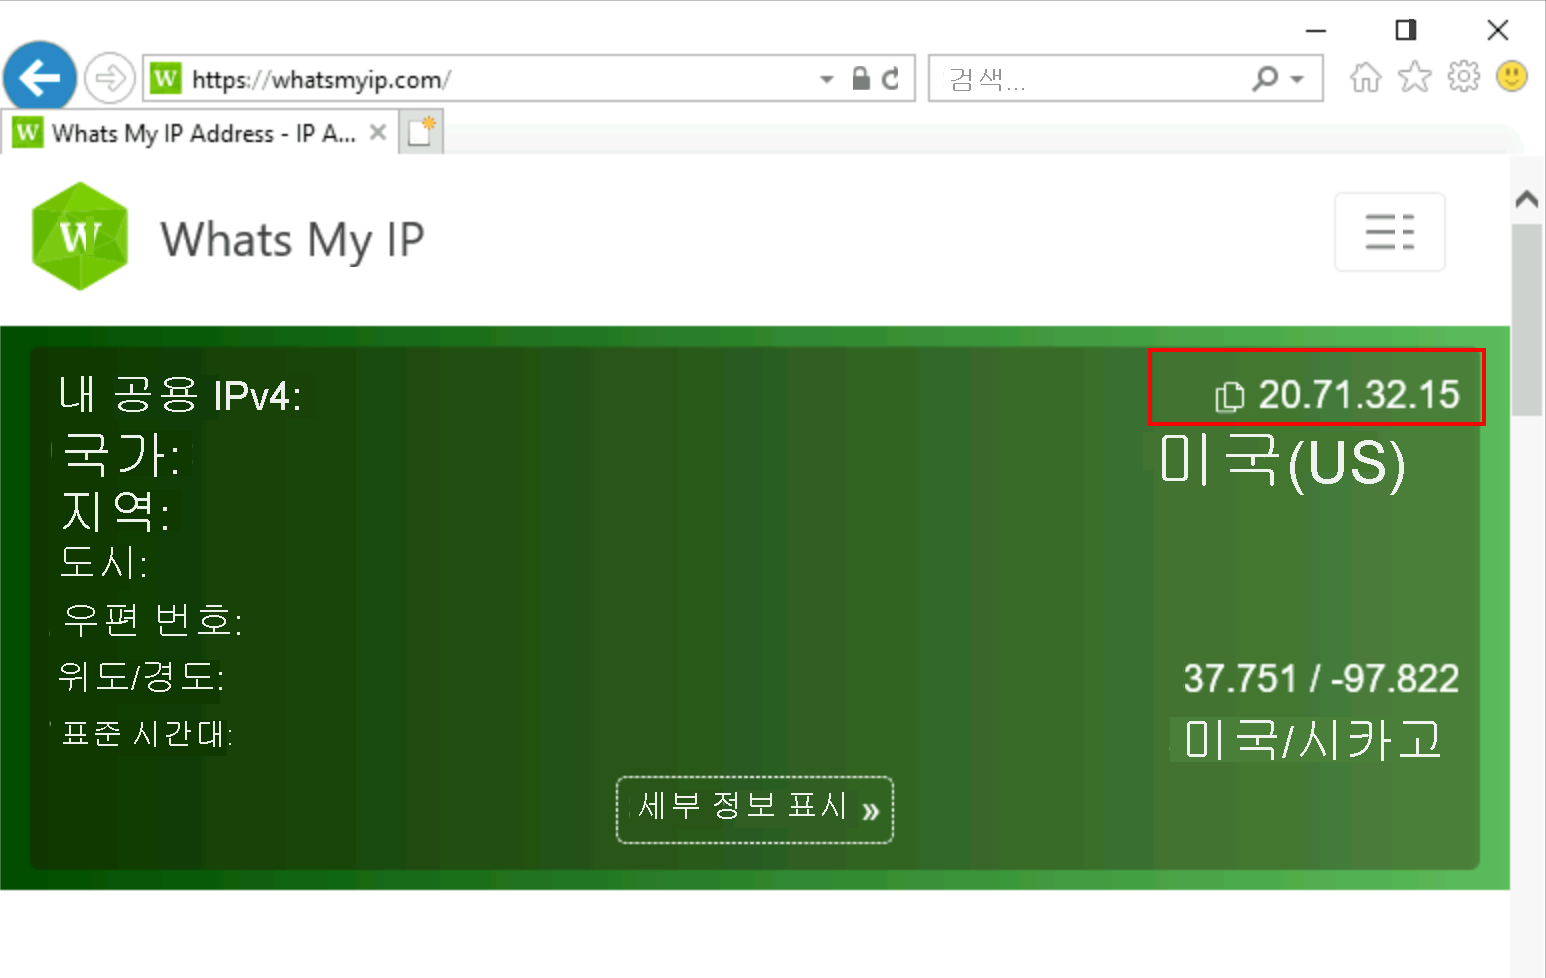 https://whatsmyip.com/
검색...
W Whats My IP Address - IP A...
W Whats My IP
내 공용 IPv4: 20.71.32.15
국가: 미국(US)
지역:
도시:
우편 번호:
위도/경도: 37.751 / -97.822
표준 시간대: 미국/시카고
세부 정보 표시 »